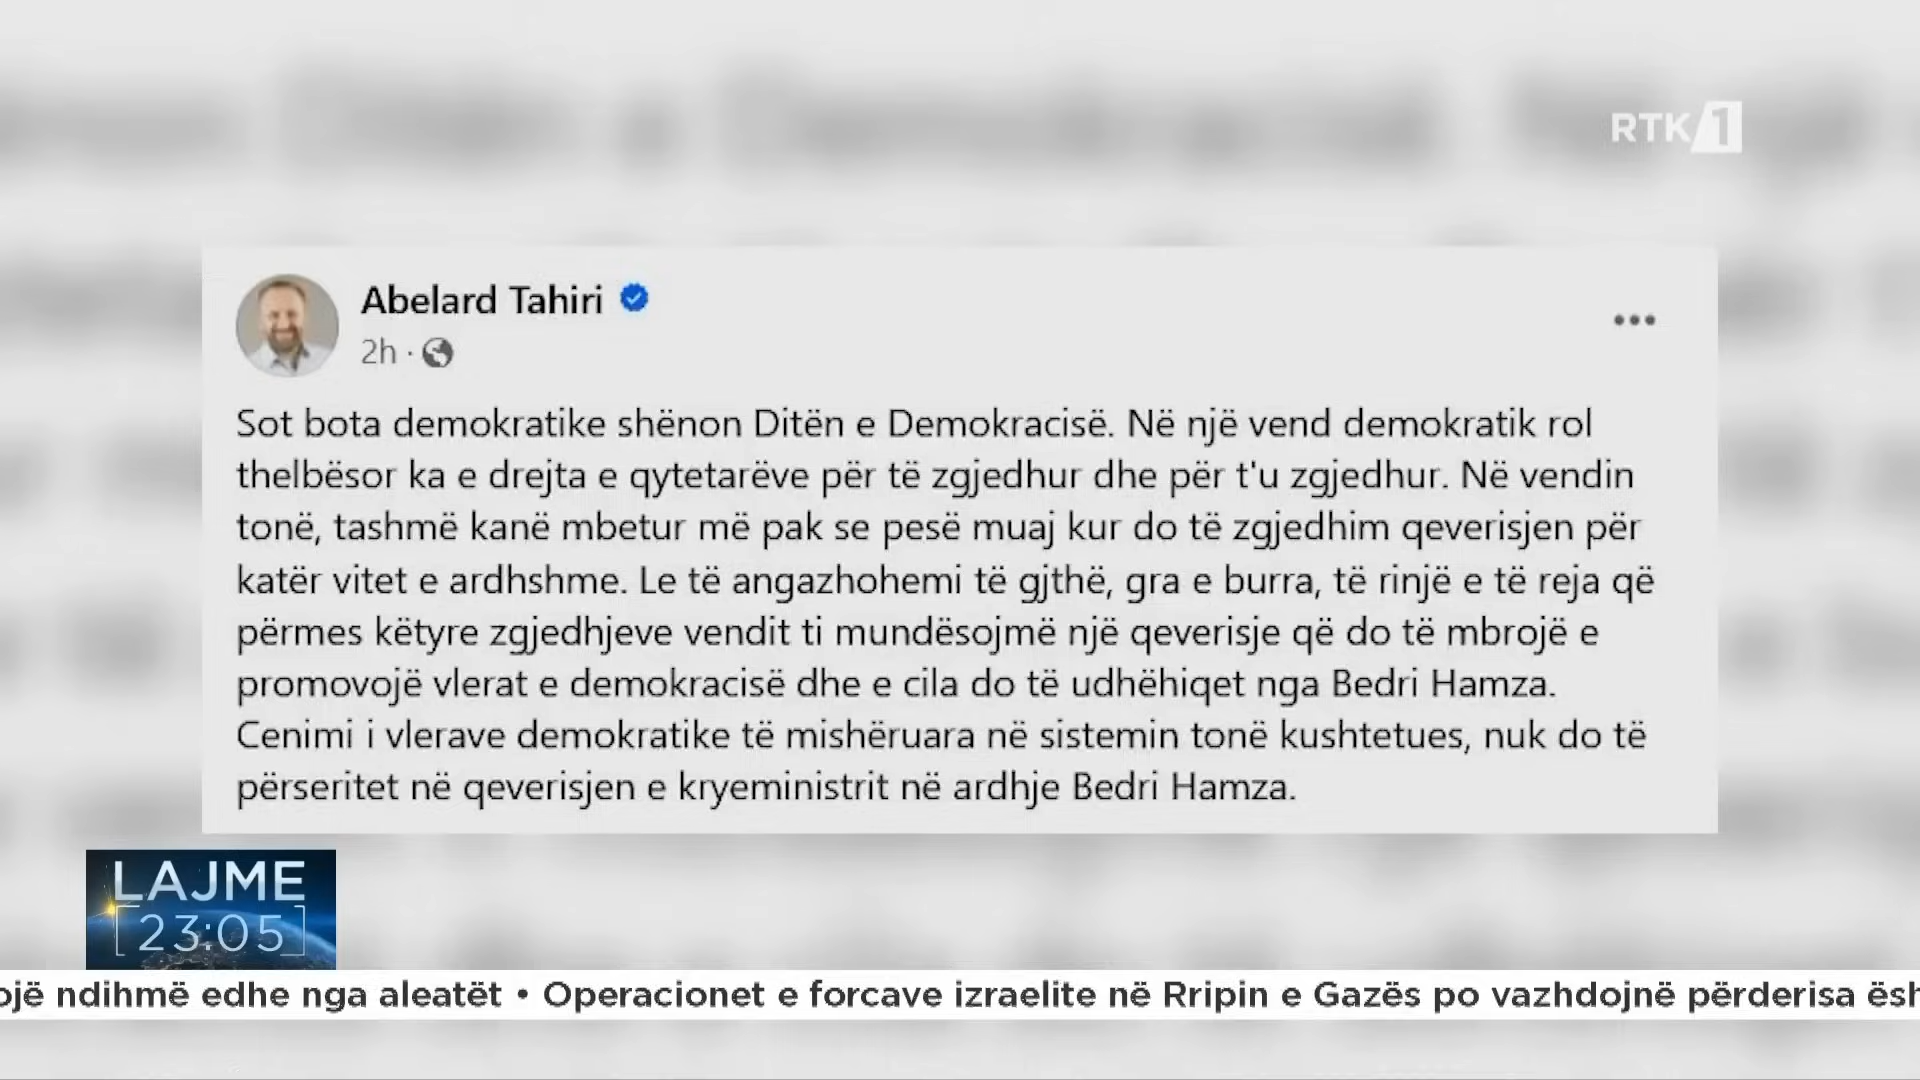 RTK 1
Abelard Tahiri
2h ·
Sot bota demokratike shënon Ditën e Demokracisë. Në një vend demokratik rol
thelbësor ka e drejta e qytetarëve për të zgjedhur dhe për t'u zgjedhur. Në vendin
tonë, tashmë kanë mbetur më pak se pesë muaj kur do të zgjedhim qeverisjen për
katër vitet e ardhshme. Le të angazhohemi të gjthë, gra e burra, të rinjë e të reja që
përmes këtyre zgjedhjeve vendit ti mundësojmë një qeverisje që do të mbrojë e
promovojë vlerat e demokracisë dhe e cila do të udhëhiqet nga Bedri Hamza.
Cenimi i vlerave demokratike të mishëruara në sistemin tonë kushtetues, nuk do të
përseritet në qeverisjen e kryeministrit në ardhje Bedri Hamza.
LAJME
23:05
ojë ndihmë edhe nga aleatët • Operacionet e forcave izraelite në Rripin e Gazës po vazhdojnë përderisa ësh